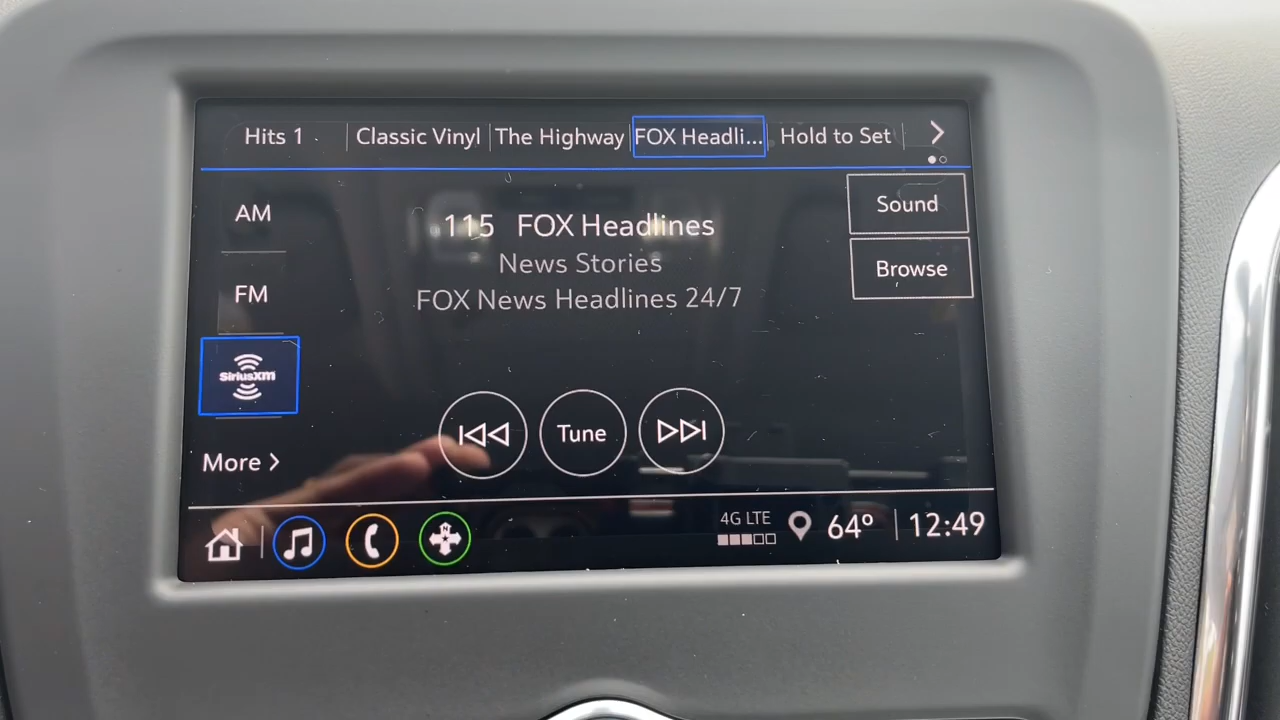 Hits 1 Classic Vinyl The Highway FOX Headli... Hold to Set
AM
115 FOX Headlines
Sound
News Stories
Browse
FM
FOX News Headlines 24/7
SiriusXM
Tune
More
4G LTE
N
64° 12:49